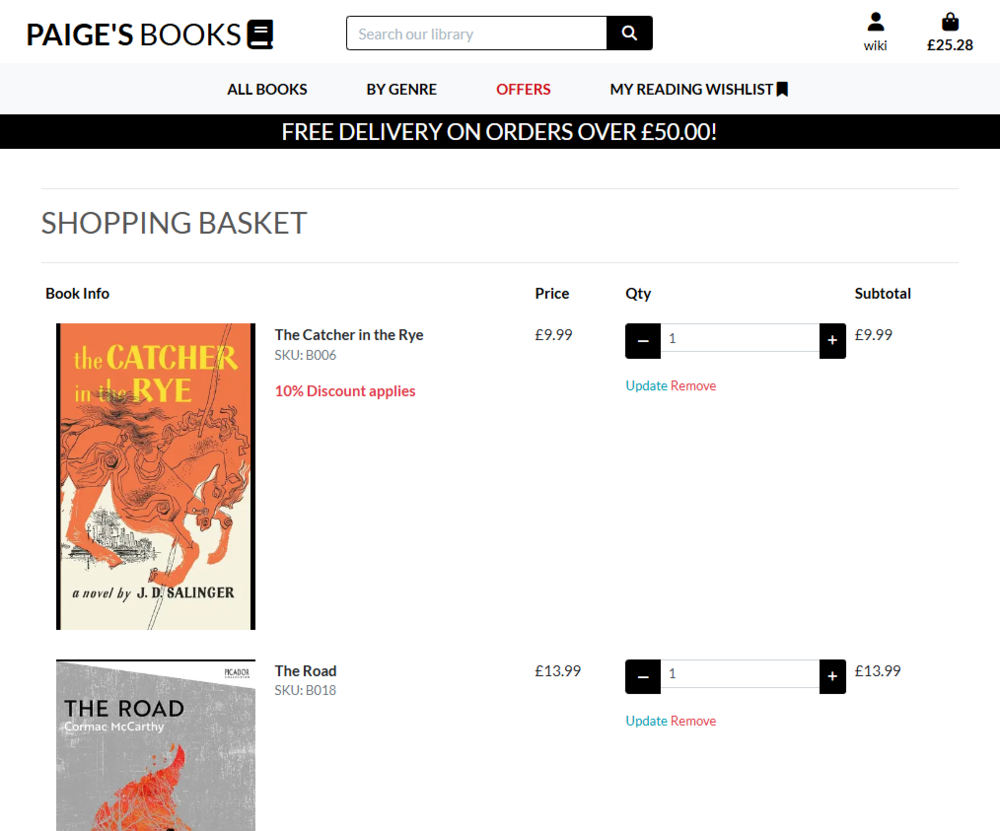 PAIGE'S BOOKS
Search our library
wiki
£25.28
ALL BOOKS BY GENRE OFFERS MY READING WISHLIST
FREE DELIVERY ON ORDERS OVER £50.00!
SHOPPING BASKET
Book Info Price Qty Subtotal
the CATCHER
in the RYE
a novel by J. D. SALINGER
The Catcher in the Rye
SKU: B006
10% Discount applies
£9.99
1
£9.99
Update Remove
PICADOR
COLLECTION
THE ROAD
Cormac McCarthy
The Road
SKU: B018
£13.99
1
£13.99
Update Remove